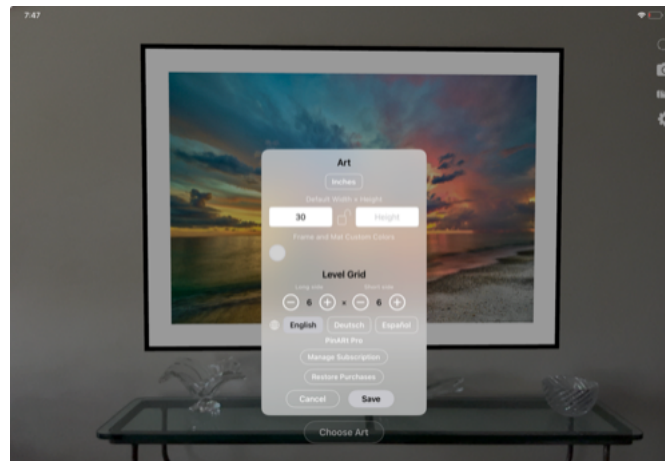 7:47
Art
Inches
Default Width x Height
30 Height
Frame and Mat Custom Colors
Level Grid
Long side Short side
6 × 6
English Deutsch Español
PinARt Pro
Manage Subscription
Restore Purchases
Cancel Save
Choose Art